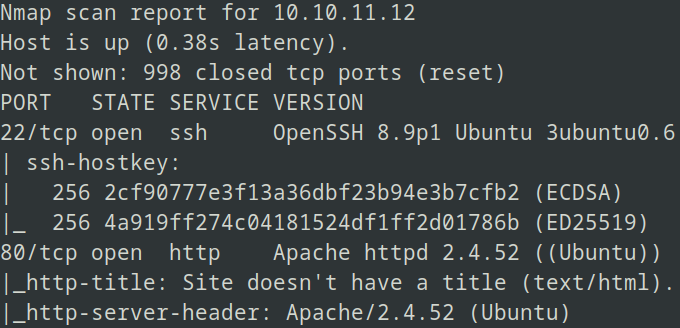 Nmap scan report for 10.10.11.12
Host is up (0.38s latency).
Not shown: 998 closed tcp ports (reset)
PORT   STATE SERVICE VERSION
22/tcp open  ssh     OpenSSH 8.9p1 Ubuntu 3ubuntu0.6
| ssh-hostkey:
|   256 2cf90777e3f13a36dbf23b94e3b7cfb2 (ECDSA)
|_  256 4a919ff274c04181524df1ff2d01786b (ED25519)
80/tcp open  http    Apache httpd 2.4.52 ((Ubuntu))
|_http-title: Site doesn't have a title (text/html).
|_http-server-header: Apache/2.4.52 (Ubuntu)